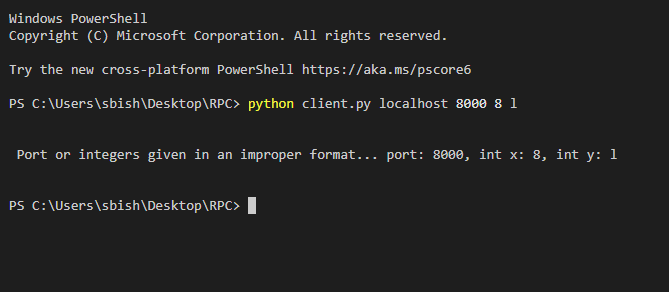 Windows PowerShell
Copyright (C) Microsoft Corporation. All rights reserved.
Try the new cross-platform PowerShell https://aka.ms/pscore6
PS C:\Users\sbish\Desktop\RPC> python client.py localhost 8000 8 l
Port or integers given in an improper format... port: 8000, int x: 8, int y: l
PS C:\Users\sbish\Desktop\RPC>